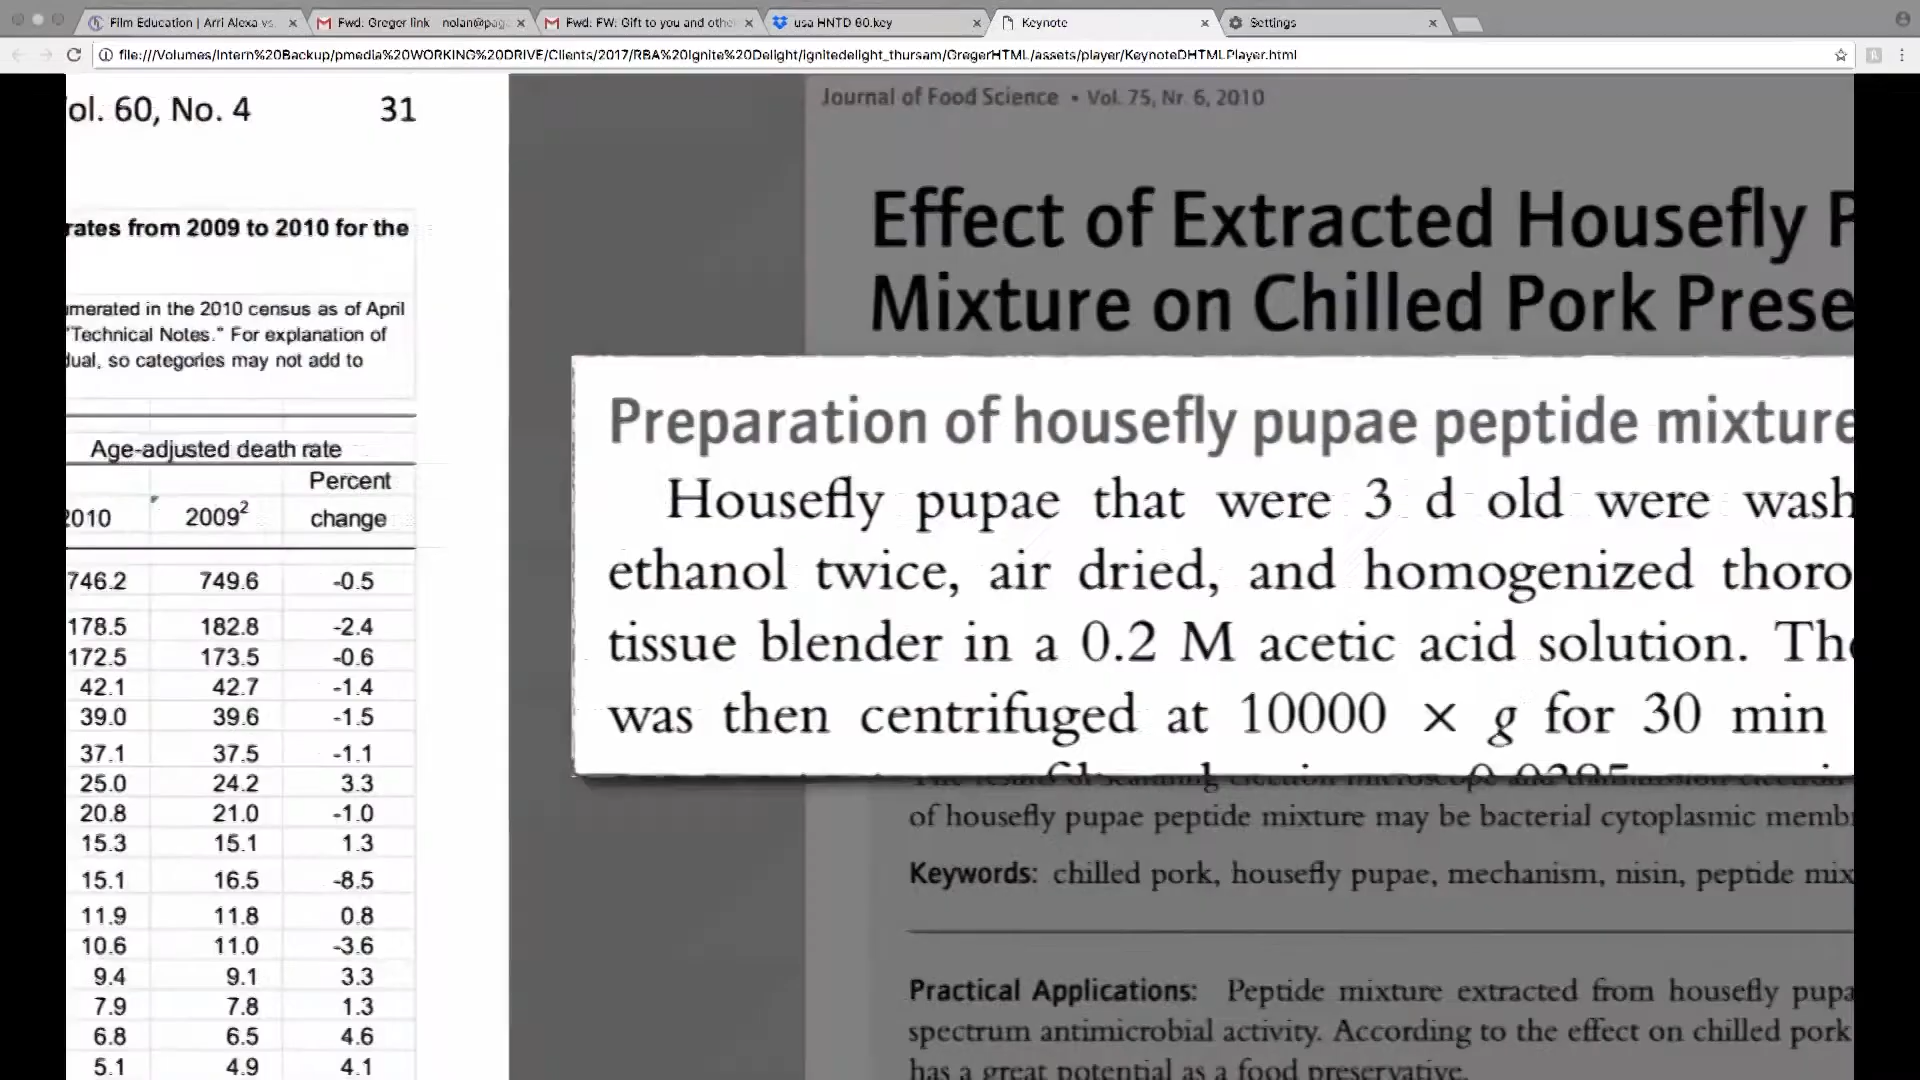 Film Education | Arri Alexa vs.
Fwd: Greger link nolan@pag
Fwd: FW: Gift to you and othe
usa HNTD 60.key
Keynote
Settings
file:///Volumes/Intern%20Backup/pmedia%20WORKING%20DRIVE/Clients/2017/RBA%20Ignite%20Delight/ignitedelight_thursam/GregerHTML/assets/player/KeynoteDHTMLPlayer.html
ol. 60, No. 4 31
rates from 2009 to 2010 for the
merated in the 2010 census as of April
"Technical Notes." For explanation of
dual, so categories may not add to
Age-adjusted death rate
2010 2009² Percent change
746.2 749.6 -0.5
178.5 182.8 -2.4
172.5 173.5 -0.6
42.1 42.7 -1.4
39.0 39.6 -1.5
37.1 37.5 -1.1
25.0 24.2 3.3
20.8 21.0 -1.0
15.3 15.1 1.3
15.1 16.5 -8.5
11.9 11.8 0.8
10.6 11.0 -3.6
9.4 9.1 3.3
7.9 7.8 1.3
6.8 6.5 4.6
5.1 4.9 4.1
Journal of Food Science • Vol. 75, Nr. 6, 2010
Effect of Extracted Housefly P
Mixture on Chilled Pork Prese
Preparation of housefly pupae peptide mixture
Housefly pupae that were 3 d old were wash
ethanol twice, air dried, and homogenized thoro
tissue blender in a 0.2 M acetic acid solution. The
was then centrifuged at 10000 × g for 30 min
of housefly pupae peptide mixture may be bacterial cytoplasmic memb
Keywords: chilled pork, housefly pupae, mechanism, nisin, peptide mix
Practical Applications: Peptide mixture extracted from housefly pupa
spectrum antimicrobial activity. According to the effect on chilled pork
has a great potential as a food preservative.